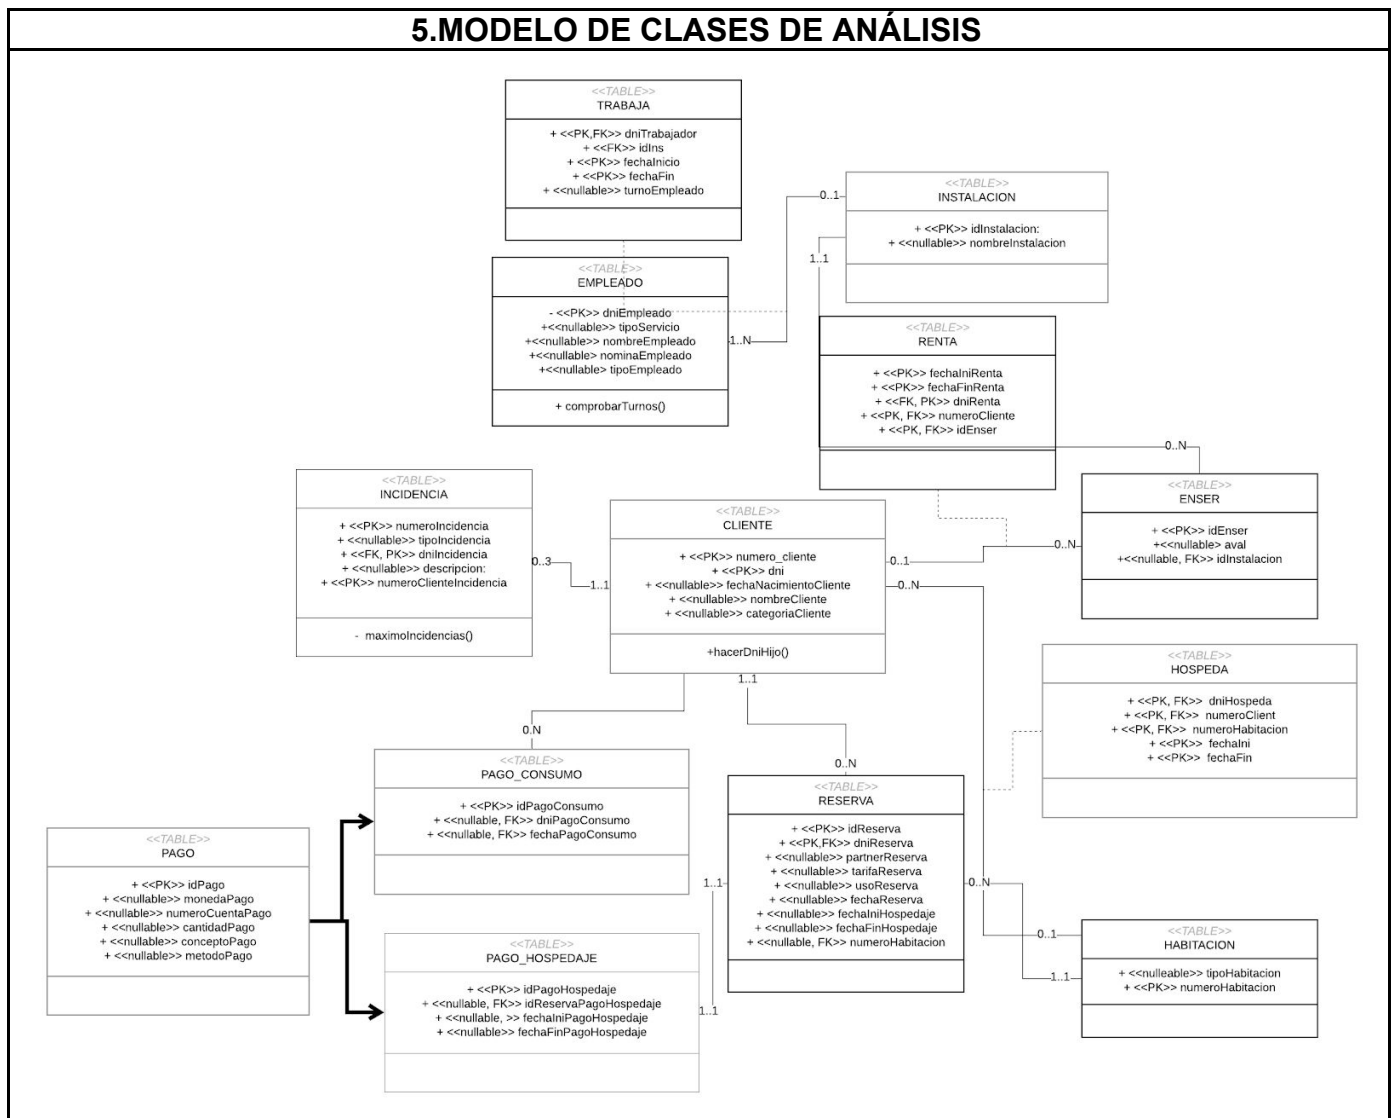 5.MODELO DE CLASES DE ANÁLISIS
<<TABLE>>
TRABAJA
+ <<PK,FK>> dniTrabajador
+ <<FK>> idIns
+ <<PK>> fechaInicio
+ <<PK>> fechaFin
+ <<nullable>> turnoEmpleado
<<TABLE>>
INSTALACION
+ <<PK>> idInstalacion:
+ <<nullable>> nombreInstalacion
0..1
1..1
<<TABLE>>
EMPLEADO
- <<PK>> dniEmpleado
+<<nullable>> tipoServicio
+<<nullable>> nombreEmpleado
+<<nullable> nominaEmpleado
+<<nullable> tipoEmpleado
+ comprobarTurnos()
1..N
<<TABLE>>
RENTA
+ <<PK>> fechaIniRenta
+ <<PK>> fechaFinRenta
+ <<FK, PK>> dniRenta
+ <<PK, FK>> numeroCliente
+ <<PK, FK>> idEnser
0..N
<<TABLE>>
INCIDENCIA
+ <<PK>> numeroIncidencia
+ <<nullable>> tipoIncidencia
+ <<FK, PK>> dniIncidencia
+ <<nullable>> descripcion:
+ <<PK>> numeroClienteIncidencia
- maximoIncidencias()
0..3
1..1
<<TABLE>>
CLIENTE
+ <<PK>> numero_cliente
+ <<PK>> dni
+ <<nullable>> fechaNacimientoCliente
+ <<nullable>> nombreCliente
+ <<nullable>> categoriaCliente
+hacerDniHijo()
0..1
0..N
0..N
<<TABLE>>
ENSER
+ <<PK>> idEnser
+<<nullable> aval
+<<nullable, FK>> idInstalacion
<<TABLE>>
HOSPEDA
+ <<PK, FK>> dniHospeda
+ <<PK, FK>> numeroClient
+ <<PK, FK>> numeroHabitacion
+ <<PK>> fechaIni
+ <<PK>> fechaFin
1..1
0.N
0..N
<<TABLE>>
PAGO_CONSUMO
+ <<PK>> idPagoConsumo
+ <<nullable, FK>> dniPagoConsumo
+ <<nullable, FK>> fechaPagoConsumo
<<TABLE>>
RESERVA
+ <<PK>> idReserva
+ <<PK,FK>> dniReserva
+ <<nullable>> partnerReserva
+ <<nullable>> tarifaReserva
+ <<nullable>> usoReserva
+ <<nullable>> fechaReserva
+ <<nullable>> fechaIniHospedaje
+ <<nullable>> fechaFinHospedaje
+ <<nullable, FK>> numeroHabitacion
1..1
0..N
<<TABLE>>
PAGO
+ <<PK>> idPago
+ <<nullable>> monedaPago
+ <<nullable>> numeroCuentaPago
+ <<nullable>> cantidadPago
+ <<nullable>> conceptoPago
+ <<nullable>> metodoPago
<<TABLE>>
PAGO_HOSPEDAJE
+ <<PK>> idPagoHospedaje
+ <<nullable, FK>> idReservaPagoHospedaje
+ <<nullable, >> fechaIniPagoHospedaje
+ <<nullable>> fechaFinPagoHospedaje
1..1
0..1
1..1
<<TABLE>>
HABITACION
+ <<nulleable>> tipoHabitacion
+ <<PK>> numeroHabitacion